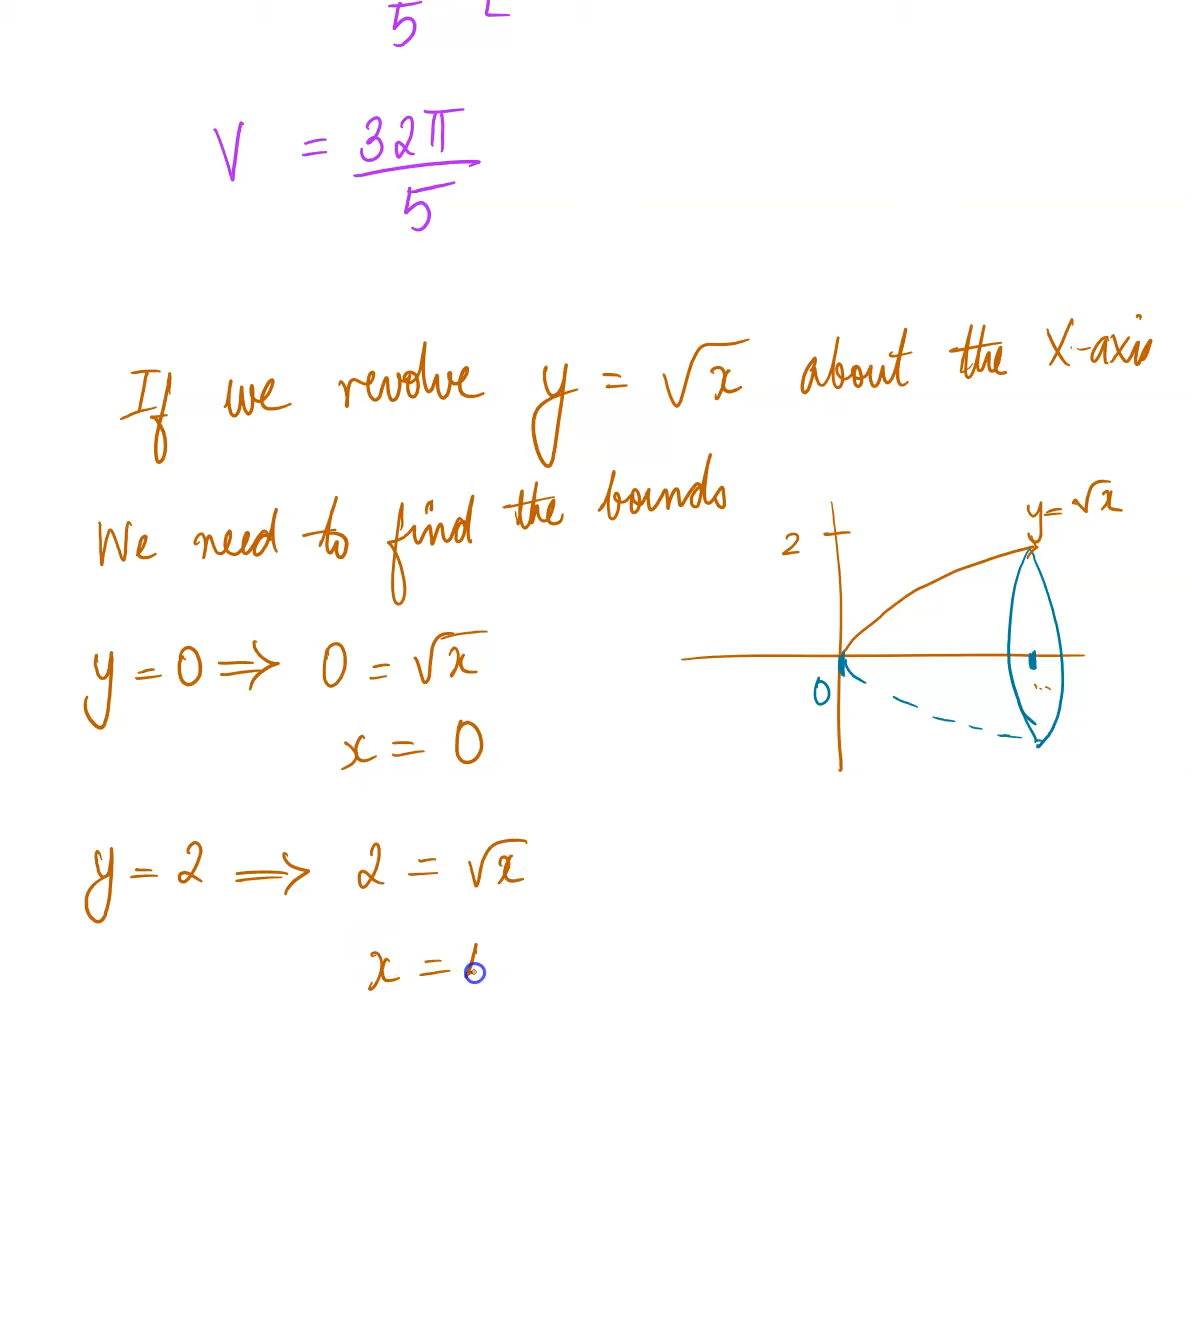 5
V = 32π/5
If we revolve y = √x about the X-axis
We need to find the bounds
y = √x
2
0
y = 0 ⇒ 0 = √x
x = 0
y = 2 ⇒ 2 = √x
x =